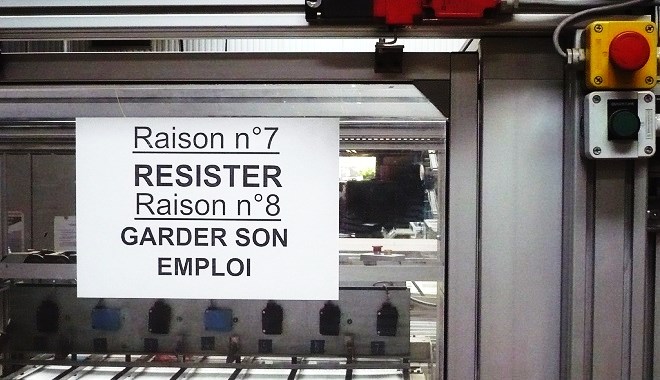 Raison n°7
RESISTER
Raison n°8
GARDER SON
EMPLOI